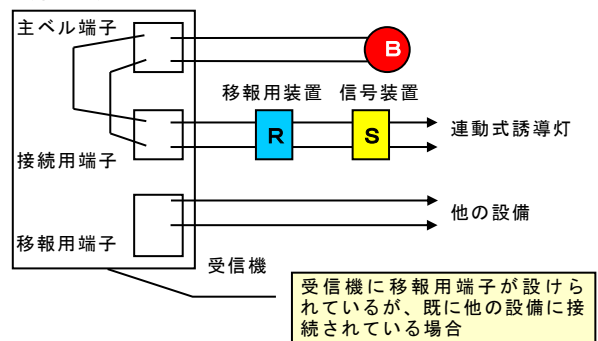 主ベル端子
B
移報用装置 信号装置
R
S
連動式誘導灯
接続用端子
他の設備
移報用端子
受信機
受信機に移報用端子が設けら
れているが、既に他の設備に接
続されている場合